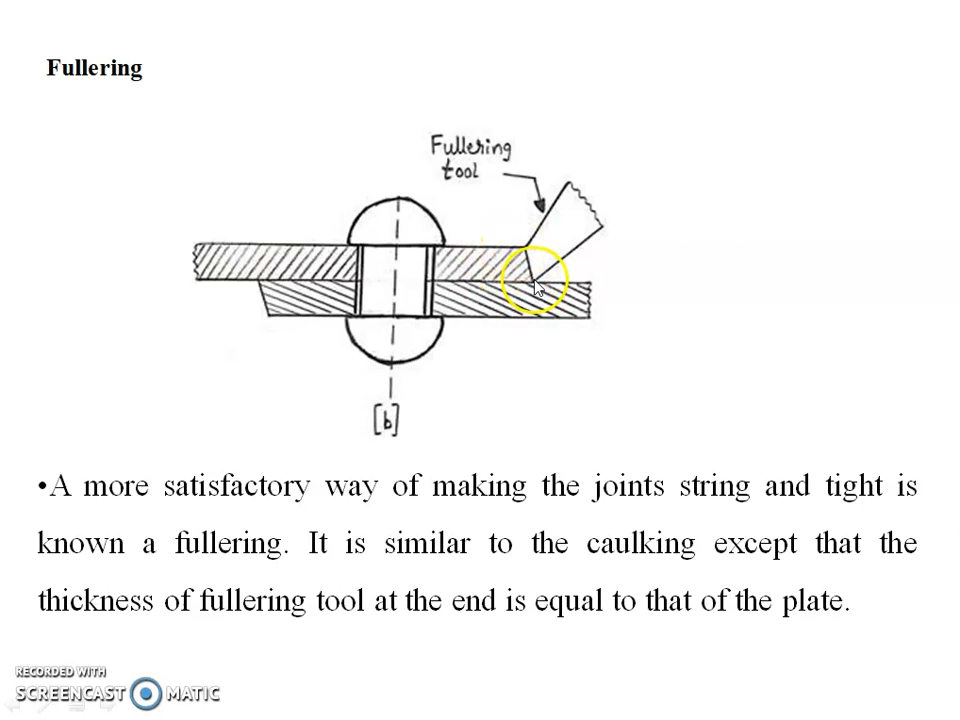 Fullering
Fullering
tool
[b]
•A more satisfactory way of making the joints string and tight is
known a fullering. It is similar to the caulking except that the
thickness of fullering tool at the end is equal to that of the plate.
RECORDED WITH
SCREENCAST MATIC